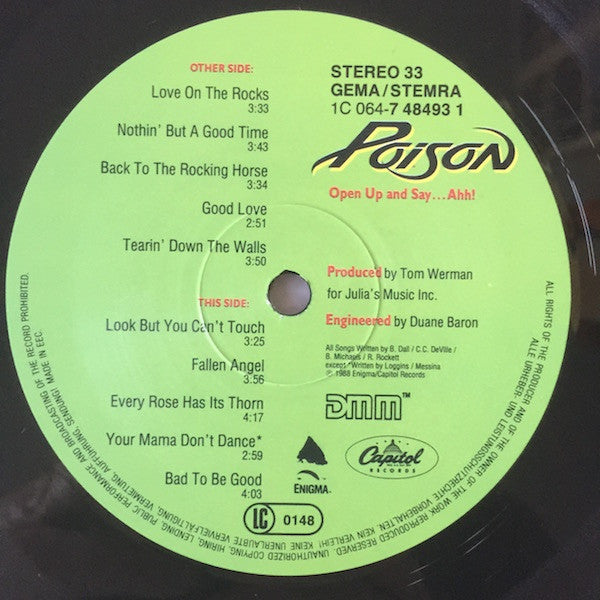 OTHER SIDE:
Love On The Rocks
3:33
Nothin' But A Good Time
3:43
Back To The Rocking Horse
3:34
Good Love
2:51
Tearin' Down The Walls
3:50
THIS SIDE:
Look But You Can't Touch
3:25
Fallen Angel
3:56
Every Rose Has Its Thorn
4:17
Your Mama Don't Dance*
2:59
Bad To Be Good
4:03
STEREO 33
GEMA/STEMRA
1C 064-7 48493 1
POISON
Open Up and Say...Ahh!
Produced by Tom Werman
for Julia's Music Inc.
Engineered by Duane Baron
All Songs Written by B. Dall / C.C. DeVille /
B. Michaels / R. Rockett
except *Written by Loggins / Messina
℗ 1988 Enigma/Capitol Records
DMM™
ENIGMA
Capitol
RECORDS
LC 0148
ALL RIGHTS OF THE PRODUCER AND OF THE OWNER OF THE WORK REPRODUCED RESERVED. UNAUTHORIZED COPYING, HIRING, LENDING, PUBLIC PERFORMANCE AND BROADCASTING OF THE RECORD PROHIBITED.
ALLE URHEBER- UND LEISTUNGSSCHUTZRECHTE VORBEHALTEN. KEIN VERLEIH! KEINE UNERLAUBTE VERVIELFÄLTIGUNG, VERMIETUNG, AUFFÜHRUNG, SENDUNG! MADE IN EEC.